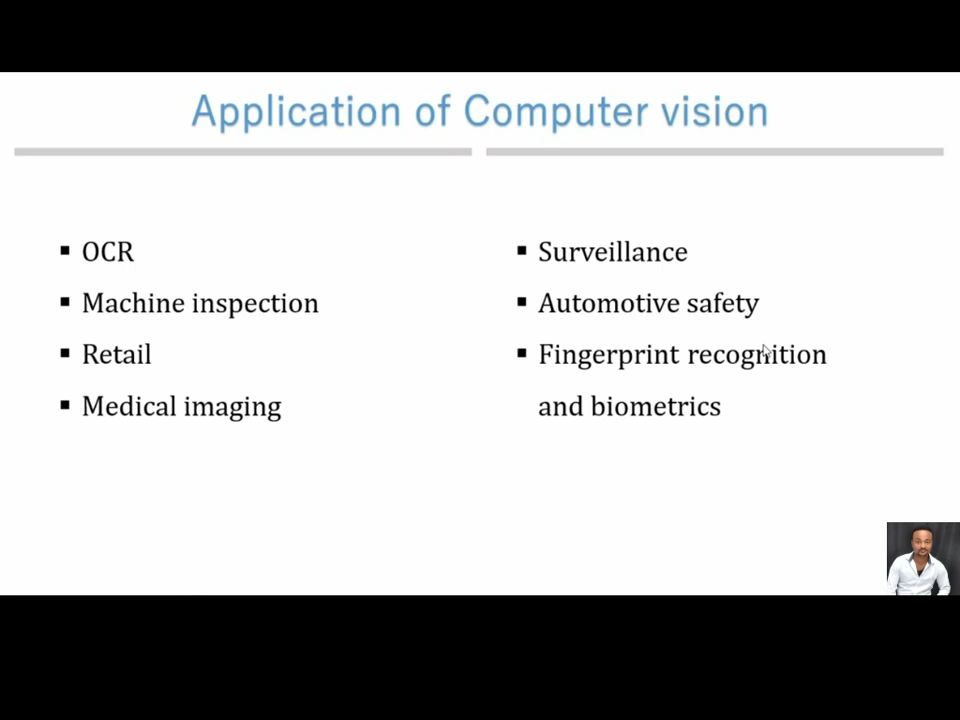 Application of Computer vision
▪ OCR
▪ Machine inspection
▪ Retail
▪ Medical imaging
▪ Surveillance
▪ Automotive safety
▪ Fingerprint recognition
and biometrics